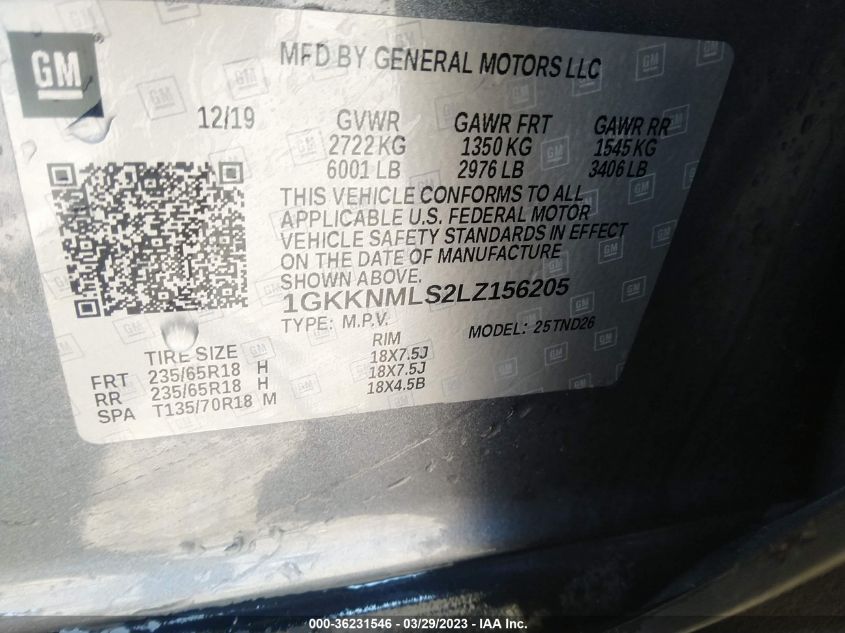 GM
MFD BY GENERAL MOTORS LLC
12/19 GVWR GAWR FRT GAWR RR
2722 KG 1350 KG 1545 KG
6001 LB 2976 LB 3406 LB
THIS VEHICLE CONFORMS TO ALL
APPLICABLE U.S. FEDERAL MOTOR
VEHICLE SAFETY STANDARDS IN EFFECT
ON THE DATE OF MANUFACTURE
SHOWN ABOVE.
1GKKNMLS2LZ156205
TYPE: M.P.V. MODEL: 25TND26
TIRE SIZE RIM
FRT 235/65R18 H 18X7.5J
RR 235/65R18 H 18X7.5J
SPA T135/70R18 M 18X4.5B
000-36231546 - 03/29/2023 - IAA Inc.